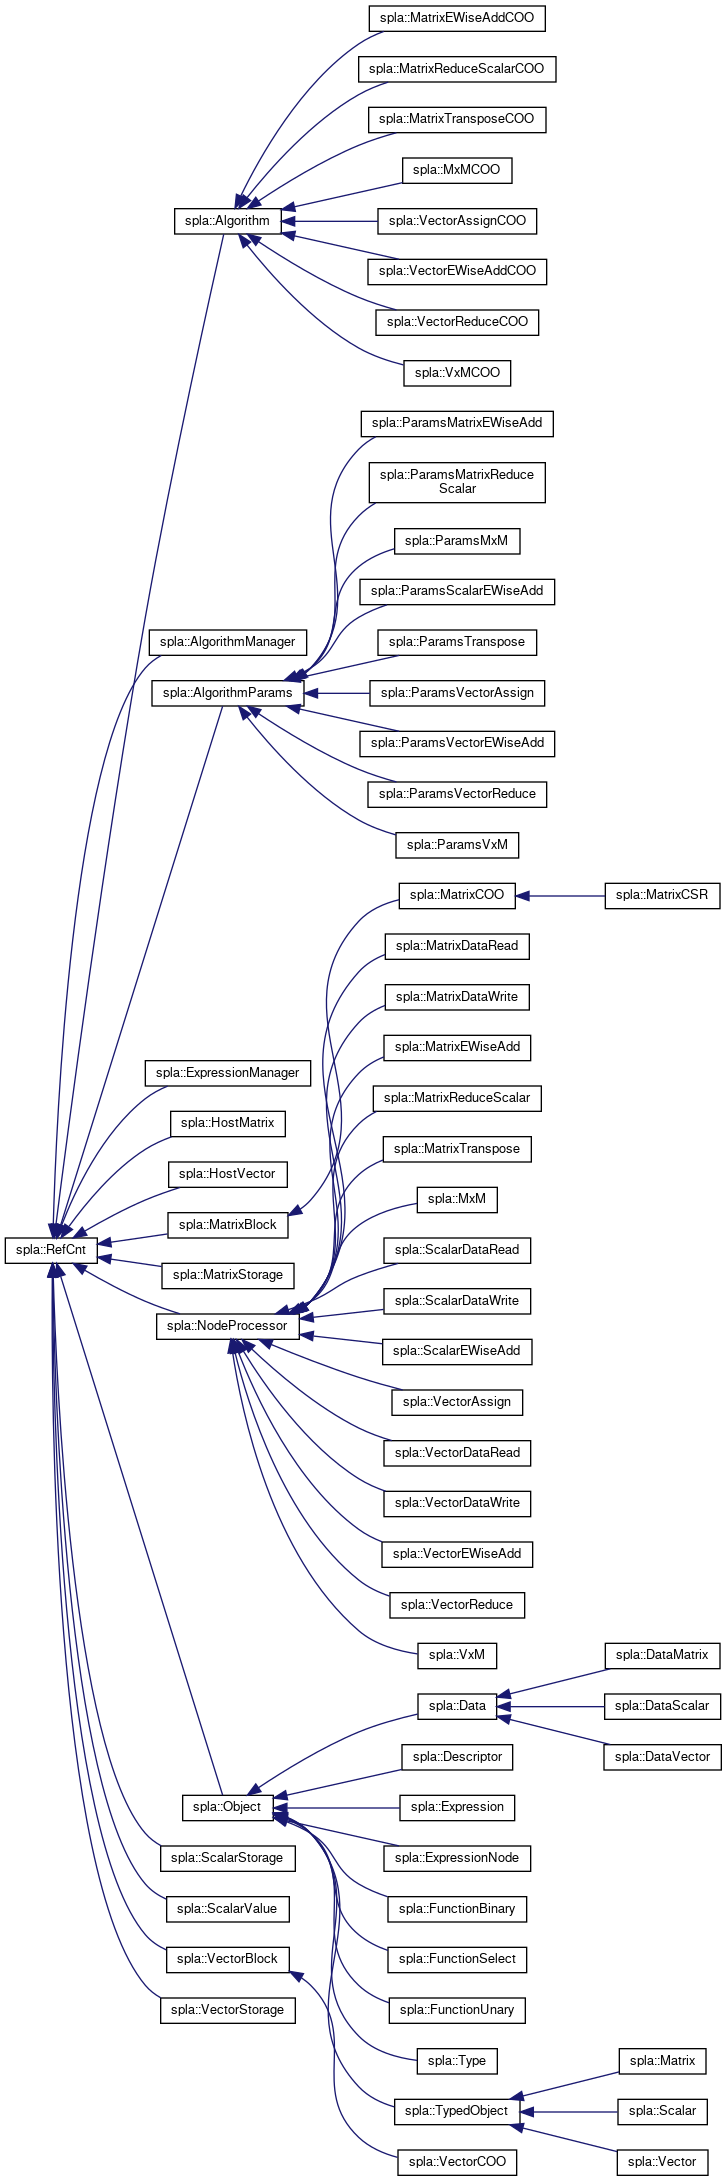 spla::MatrixEWiseAddCOO
spla::MatrixReduceScalarCOO
spla::MatrixTransposeCOO
spla::MxMCOO
spla::Algorithm
spla::VectorAssignCOO
spla::VectorEWiseAddCOO
spla::VectorReduceCOO
spla::VxMCOO
spla::ParamsMatrixEWiseAdd
spla::ParamsMatrixReduce
Scalar
spla::ParamsMxM
spla::ParamsScalarEWiseAdd
spla::AlgorithmManager
spla::ParamsTranspose
spla::AlgorithmParams
spla::ParamsVectorAssign
spla::ParamsVectorEWiseAdd
spla::ParamsVectorReduce
spla::ParamsVxM
spla::MatrixCOO
spla::MatrixCSR
spla::MatrixDataRead
spla::MatrixDataWrite
spla::MatrixEWiseAdd
spla::ExpressionManager
spla::MatrixReduceScalar
spla::HostMatrix
spla::MatrixTranspose
spla::HostVector
spla::MxM
spla::MatrixBlock
spla::RefCnt
spla::ScalarDataRead
spla::MatrixStorage
spla::ScalarDataWrite
spla::NodeProcessor
spla::ScalarEWiseAdd
spla::VectorAssign
spla::VectorDataRead
spla::VectorDataWrite
spla::VectorEWiseAdd
spla::VectorReduce
spla::VxM
spla::DataMatrix
spla::Data
spla::DataScalar
spla::Descriptor
spla::DataVector
spla::Object
spla::Expression
spla::ScalarStorage
spla::ExpressionNode
spla::ScalarValue
spla::FunctionBinary
spla::VectorBlock
spla::FunctionSelect
spla::VectorStorage
spla::FunctionUnary
spla::Type
spla::Matrix
spla::TypedObject
spla::Scalar
spla::VectorCOO
spla::Vector